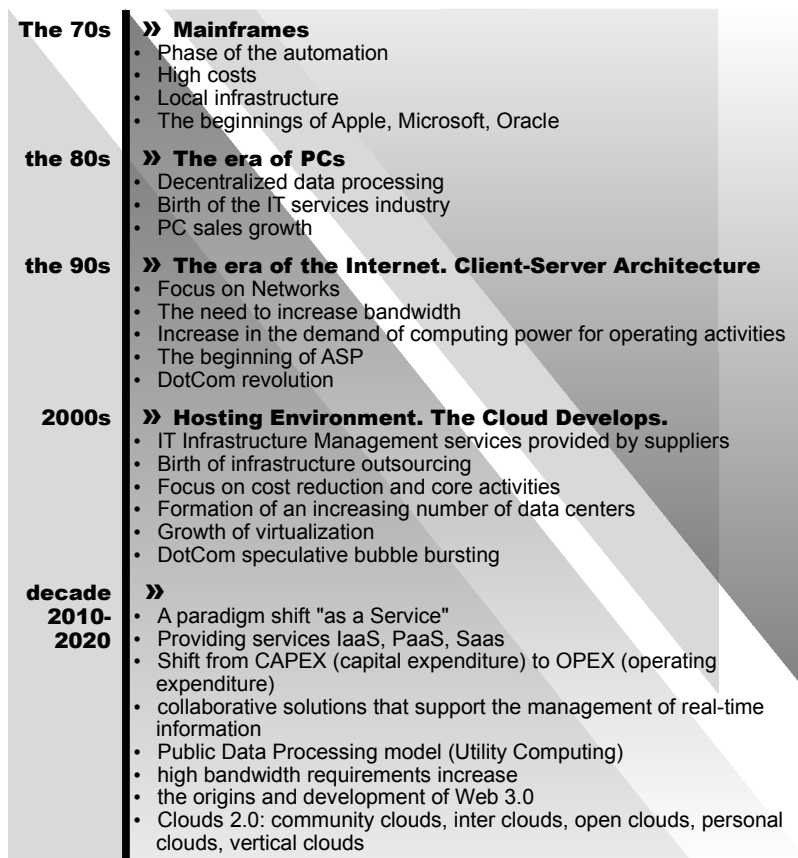 The 70s » Mainframes
• Phase of the automation
• High costs
• Local infrastructure
• The beginnings of Apple, Microsoft, Oracle
the 80s » The era of PCs
• Decentralized data processing
• Birth of the IT services industry
• PC sales growth
the 90s » The era of the Internet. Client-Server Architecture
• Focus on Networks
• The need to increase bandwidth
• Increase in the demand of computing power for operating activities
• The beginning of ASP
• DotCom revolution
2000s » Hosting Environment. The Cloud Develops.
• IT Infrastructure Management services provided by suppliers
• Birth of infrastructure outsourcing
• Focus on cost reduction and core activities
• Formation of an increasing number of data centers
• Growth of virtualization
• DotCom speculative bubble bursting
decade »
2010-
2020
• A paradigm shift "as a Service"
• Providing services IaaS, PaaS, Saas
• Shift from CAPEX (capital expenditure) to OPEX (operating
expenditure)
• collaborative solutions that support the management of real-time
information
• Public Data Processing model (Utility Computing)
• high bandwidth requirements increase
• the origins and development of Web 3.0
• Clouds 2.0: community clouds, inter clouds, open clouds, personal
clouds, vertical clouds